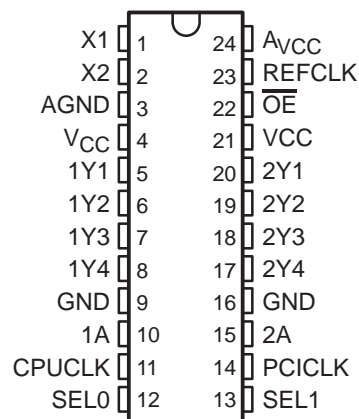 X1 1 24 AVCC
X2 2 23 REFCLK
AGND 3 22 OE
VCC 4 21 VCC
1Y1 5 20 2Y1
1Y2 6 19 2Y2
1Y3 7 18 2Y3
1Y4 8 17 2Y4
GND 9 16 GND
1A 10 15 2A
CPUCLK 11 14 PCICLK
SEL0 12 13 SEL1